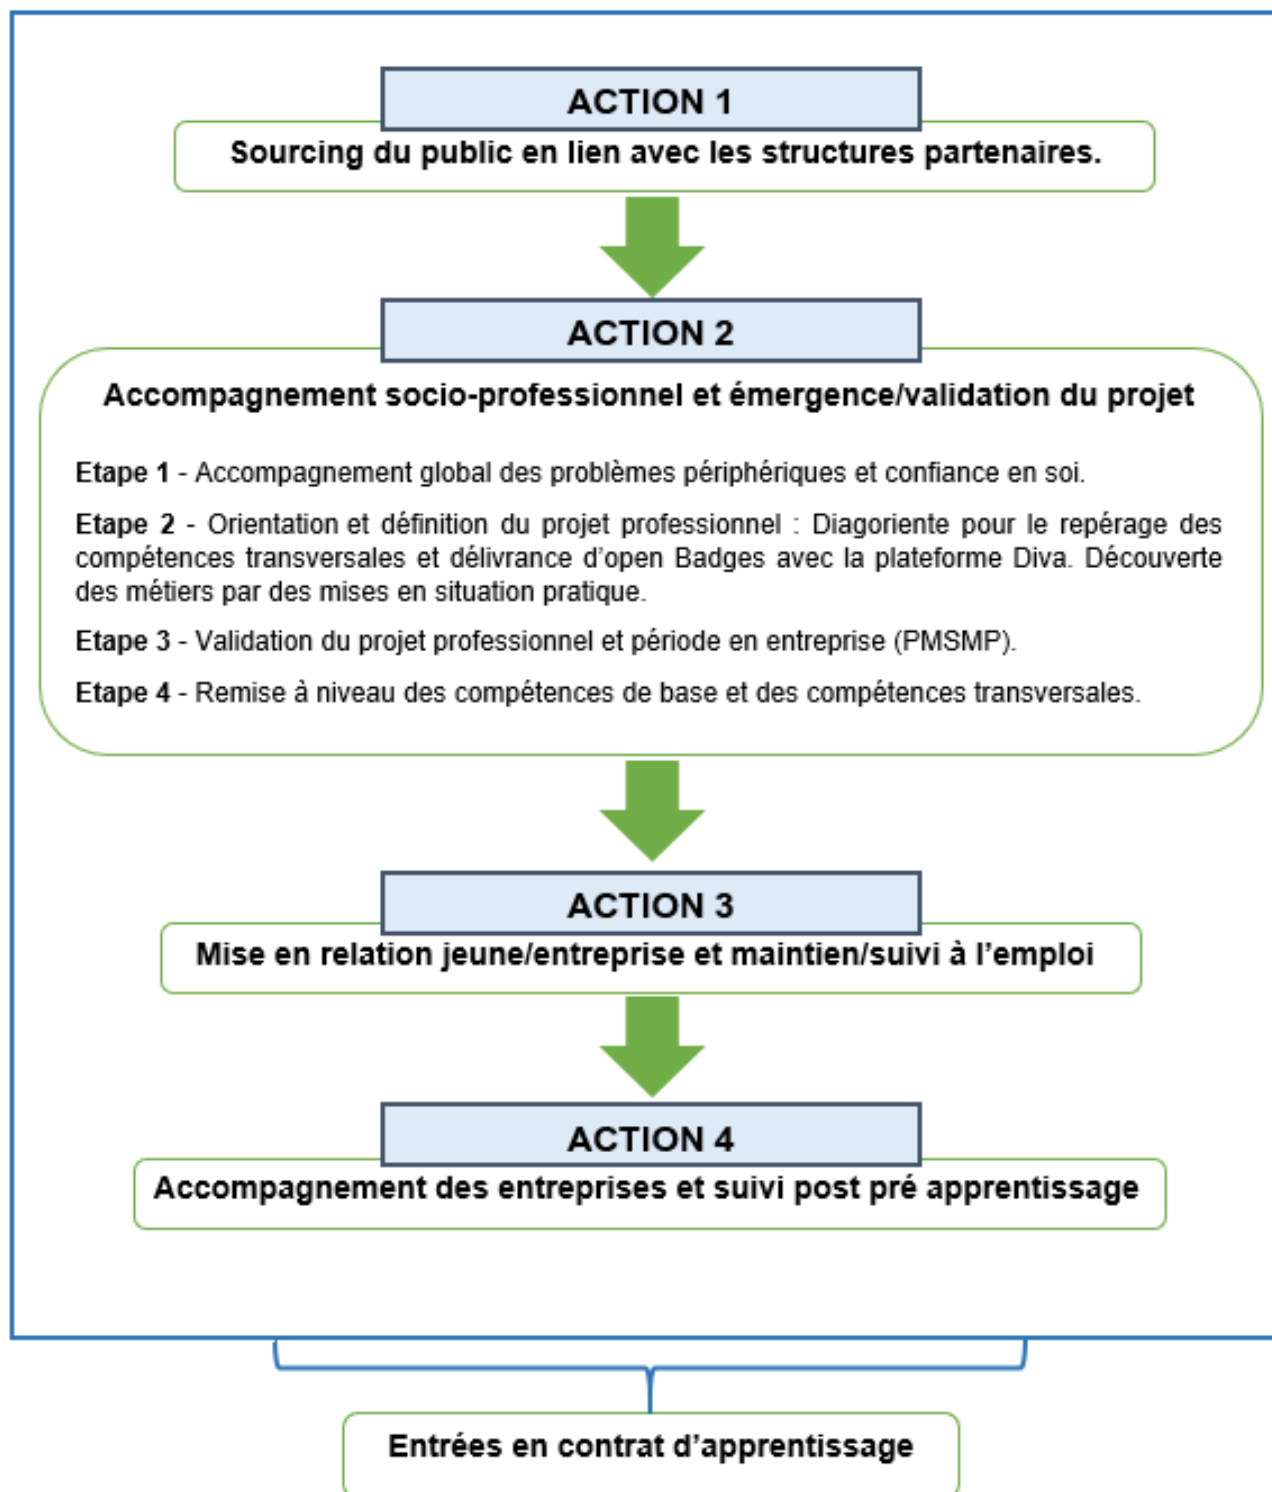 ACTION 1
Sourcing du public en lien avec les structures partenaires.
ACTION 2
Accompagnement socio-professionnel et émergence/validation du projet
Etape 1 - Accompagnement global des problèmes périphériques et confiance en soi.
Etape 2 - Orientation et définition du projet professionnel : Diagoriente pour le repérage des
compétences transversales et délivrance d’open Badges avec la plateforme Diva. Découverte
des métiers par des mises en situation pratique.
Etape 3 - Validation du projet professionnel et période en entreprise (PMSMP).
Etape 4 - Remise à niveau des compétences de base et des compétences transversales.
ACTION 3
Mise en relation jeune/entreprise et maintien/suivi à l’emploi
ACTION 4
Accompagnement des entreprises et suivi post pré apprentissage
Entrées en contrat d’apprentissage